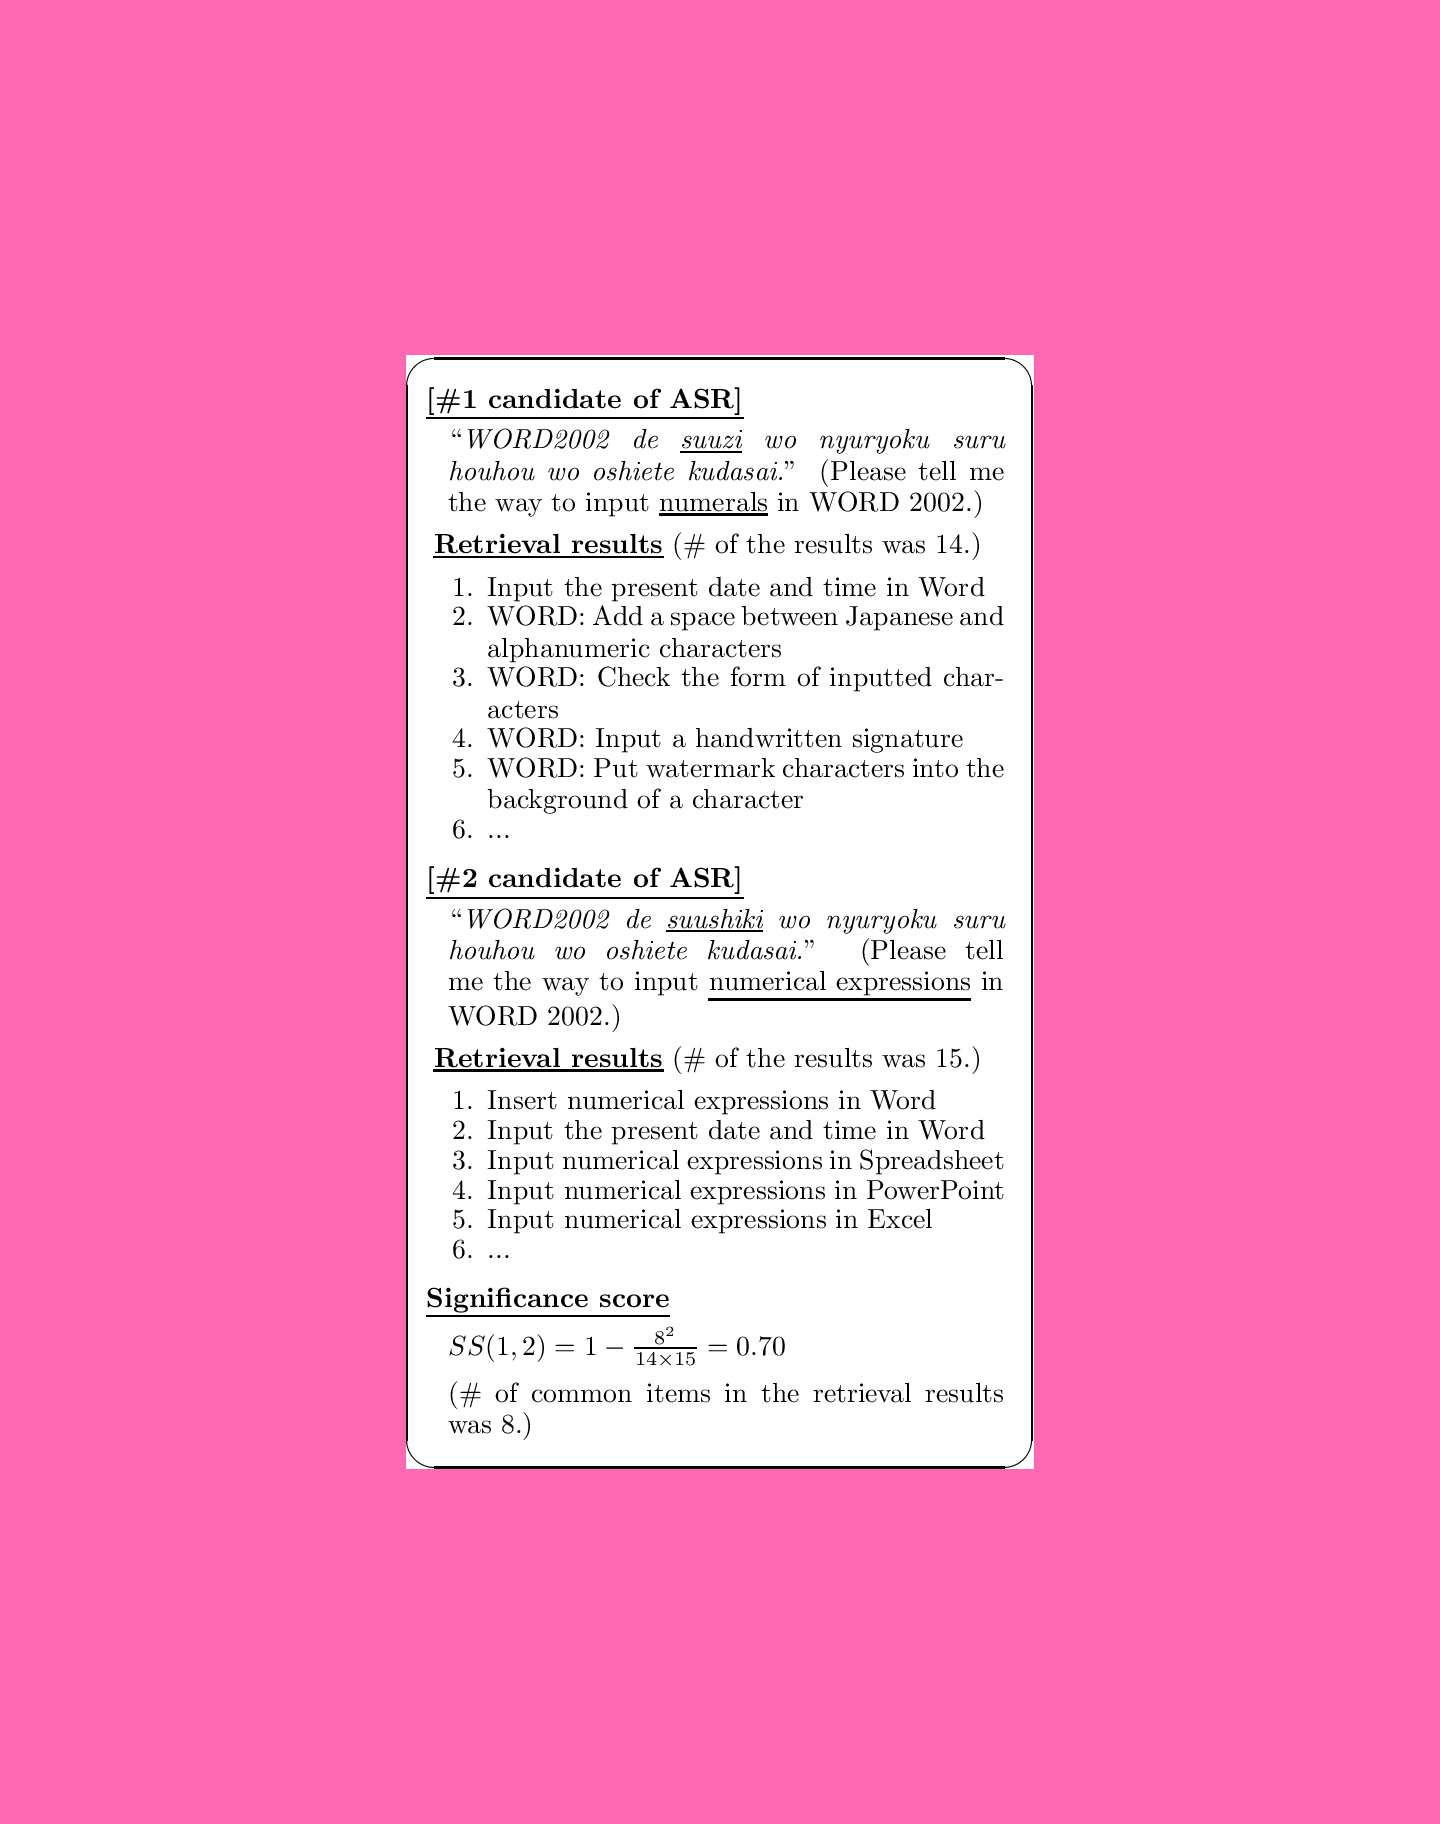 [#1 candidate of ASR]
“WORD2002 de suuzi wo nyuryoku suru
houhou wo oshiete kudasai.” (Please tell me
the way to input numerals in WORD 2002.)
Retrieval results (# of the results was 14.)
1. Input the present date and time in Word
2. WORD: Add a space between Japanese and
alphanumeric characters
3. WORD: Check the form of inputted char-
acters
4. WORD: Input a handwritten signature
5. WORD: Put watermark characters into the
background of a character
6. ...
[#2 candidate of ASR]
“WORD2002 de suushiki wo nyuryoku suru
houhou wo oshiete kudasai.” (Please tell
me the way to input numerical expressions in
WORD 2002.)
Retrieval results (# of the results was 15.)
1. Insert numerical expressions in Word
2. Input the present date and time in Word
3. Input numerical expressions in Spreadsheet
4. Input numerical expressions in PowerPoint
5. Input numerical expressions in Excel
6. ...
Significance score
$SS(1, 2) = 1 - \frac{8^2}{14 \times 15} = 0.70$
(# of common items in the retrieval results
was 8.)